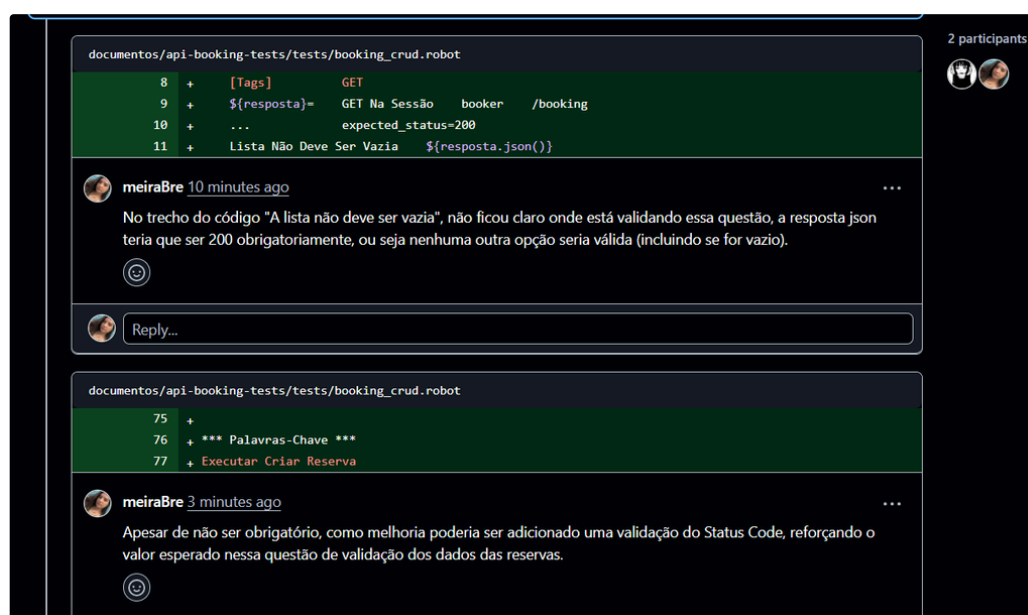 2 participants
documentos/api-booking-tests/tests/booking_crud.robot
8 + [Tags] GET
9 + ${resposta}= GET Na Sessão booker /booking
10 + ... expected_status=200
11 + Lista Não Deve Ser Vazia ${resposta.json()}
meiraBre 10 minutes ago ...
No trecho do código "A lista não deve ser vazia", não ficou claro onde está validando essa questão, a resposta json
teria que ser 200 obrigatoriamente, ou seja nenhuma outra opção seria válida (incluindo se for vazio).
Reply...
documentos/api-booking-tests/tests/booking_crud.robot
75 +
76 + *** Palavras-Chave ***
77 + Executar Criar Reserva
meiraBre 3 minutes ago ...
Apesar de não ser obrigatório, como melhoria poderia ser adicionado uma validação do Status Code, reforçando o
valor esperado nessa questão de validação dos dados das reservas.